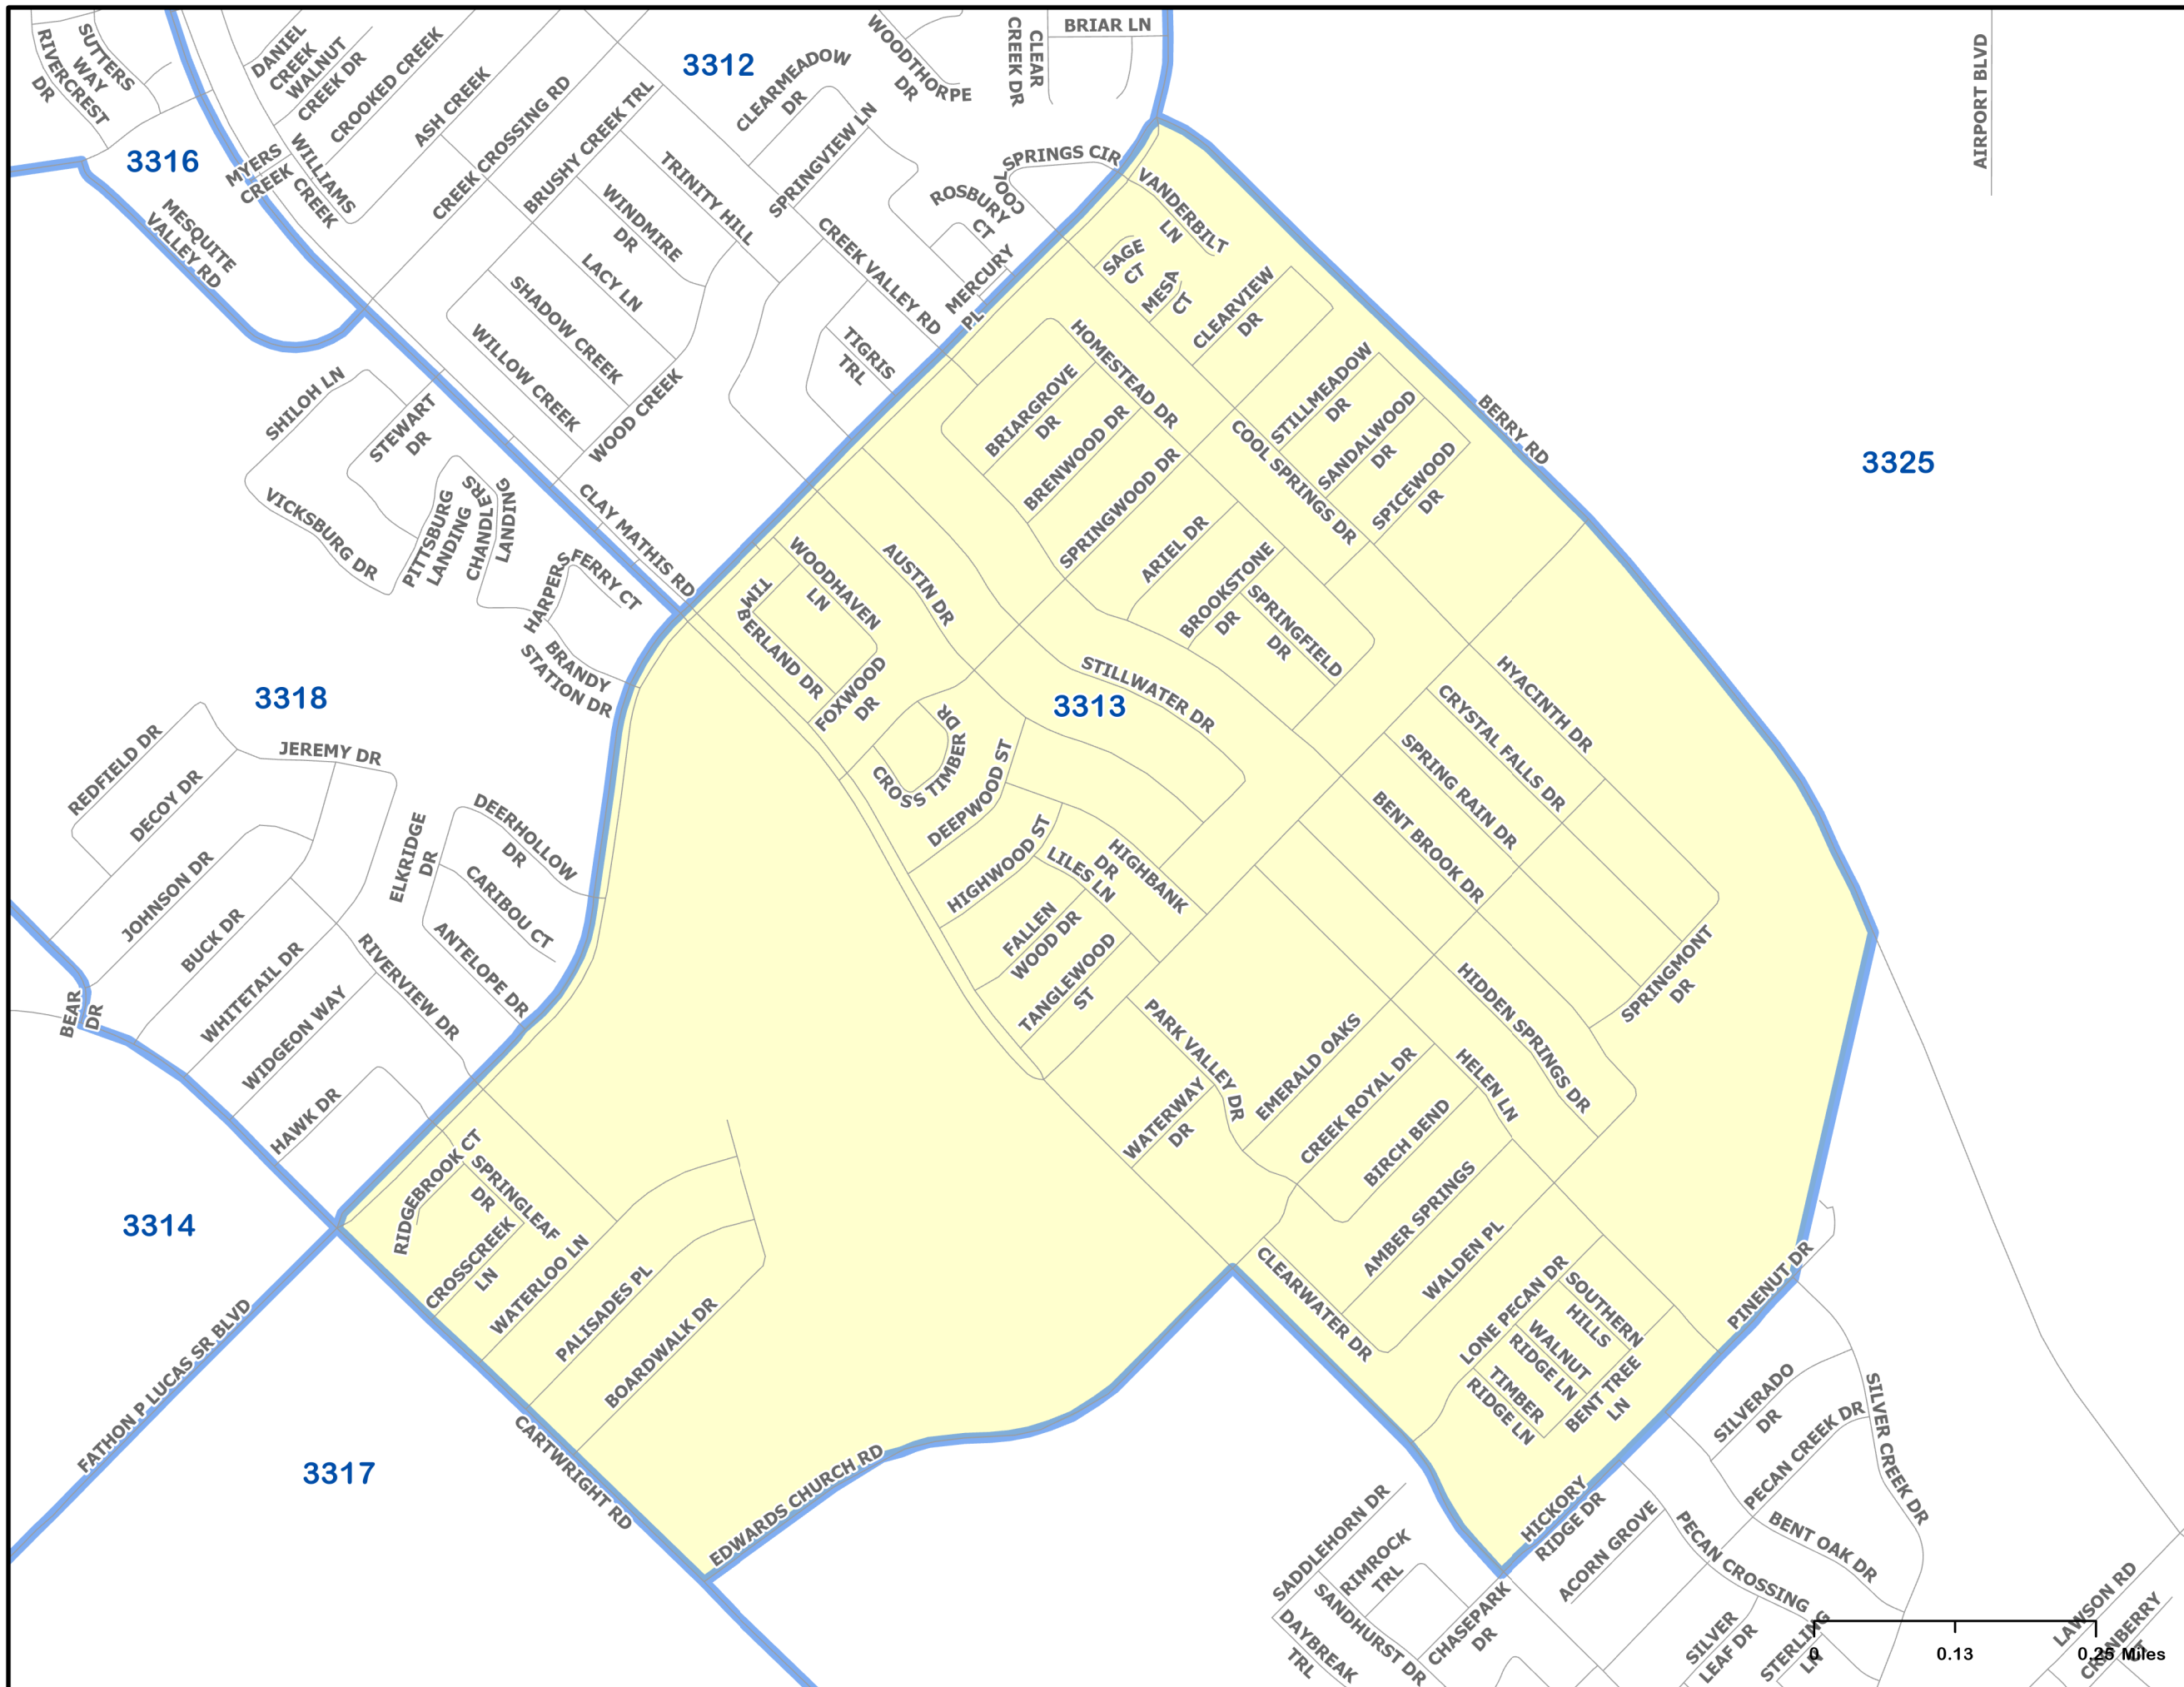 SUTTERS
WAY
RIVERCREST
DR
DANIEL
CREEK
WALNUT
CREEK DR
CROOKED CREEK
ASH CREEK
CREEK CROSSING RD
BRUSHY CREEK TRL
3312
CLEARMEADOW
DR
WOODTHORPE
DR
CLEAR
CREEK DR
BRIAR LN
AIRPORT BLVD
3316
MYERS
CREEK
WILLIAMS
CREEK
MESQUITE
VALLEY RD
TRINITY HILL
SPRINGVIEW LN
WINDMIRE
DR
LACY LN
SHADOW CREEK
WILLOW CREEK
WOOD CREEK
CREEK VALLEY RD
ROSBURY
CT
COOL
SPRINGS CIR
MERCURY
PL
TIGRIS
TRL
VANDERBILT
LN
SAGE
CT
MESA
CT
CLEARVIEW
DR
HOMESTEAD DR
BRIARGROVE
DR
BRENWOOD DR
SPRINGWOOD DR
COOL SPRINGS DR
STILLMEADOW
DR
SANDALWOOD
DR
SPICEWOOD
DR
BERRY RD
3325
SHILOH LN
STEWART
DR
VICKSBURG DR
PITTSBURG
LANDING
CHANDLERS
LANDING
CLAY MATHIS RD
HARPERS
FERRY CT
BRANDY
STATION DR
WOODHAVEN
LN
TIMBERLAND DR
FOXWOOD
DR
AUSTIN DR
ARIEL DR
BROOKSTONE
DR
SPRINGFIELD
DR
STILLWATER DR
3313
3318
REDFIELD DR
DECOY DR
JEREMY DR
JOHNSON DR
BUCK DR
WHITETAIL DR
WIDGEON WAY
HAWK DR
RIVERVIEW DR
ELKRIDGE
DR
DEERHOLLOW
DR
CARIBOU CT
ANTELOPE DR
BEAR
DR
CROSS TIMBER
DR
DEEPWOOD ST
HIGHWOOD ST
LILES LN
HIGHBANK
DR
FALLEN
WOOD DR
TANGLEWOOD
ST
HYACINTH DR
CRYSTAL FALLS DR
SPRING RAIN DR
BENT BROOK DR
SPRINGMONT
DR
HIDDEN SPRINGS DR
PARK VALLEY DR
EMERALD OAKS
WATERWAY
DR
CREEK ROYAL DR
HELEN LN
BIRCH BEND
AMBER SPRINGS
WALDEN PL
CLEARWATER DR
3314
RIDGEBROOK CT
SPRINGLEAF
DR
CROSSCREEK
LN
WATERLOO LN
PALISADES PL
BOARDWALK DR
FATHON P LUCAS SR BLVD
3317
CARTWRIGHT RD
EDWARDS CHURCH RD
LONE PECAN DR
SOUTHERN
HILLS
WALNUT
RIDGE LN
TIMBER
RIDGE LN
BENT TREE
LN
PINENUT DR
SILVERADO
DR
PECAN CREEK DR
SILVER CREEK DR
BENT OAK DR
HICKORY
RIDGE DR
ACORN GROVE
PECAN CROSSING
SADDLEHORN DR
RIMROCK
TRL
SANDHURST DR
DAYBREAK
TRL
CHASEPARK
DR
SILVER
LEAF DR
STERLING
LN
LAWSON RD
CRANBERRY
CT
0 0.13 0.25 Miles